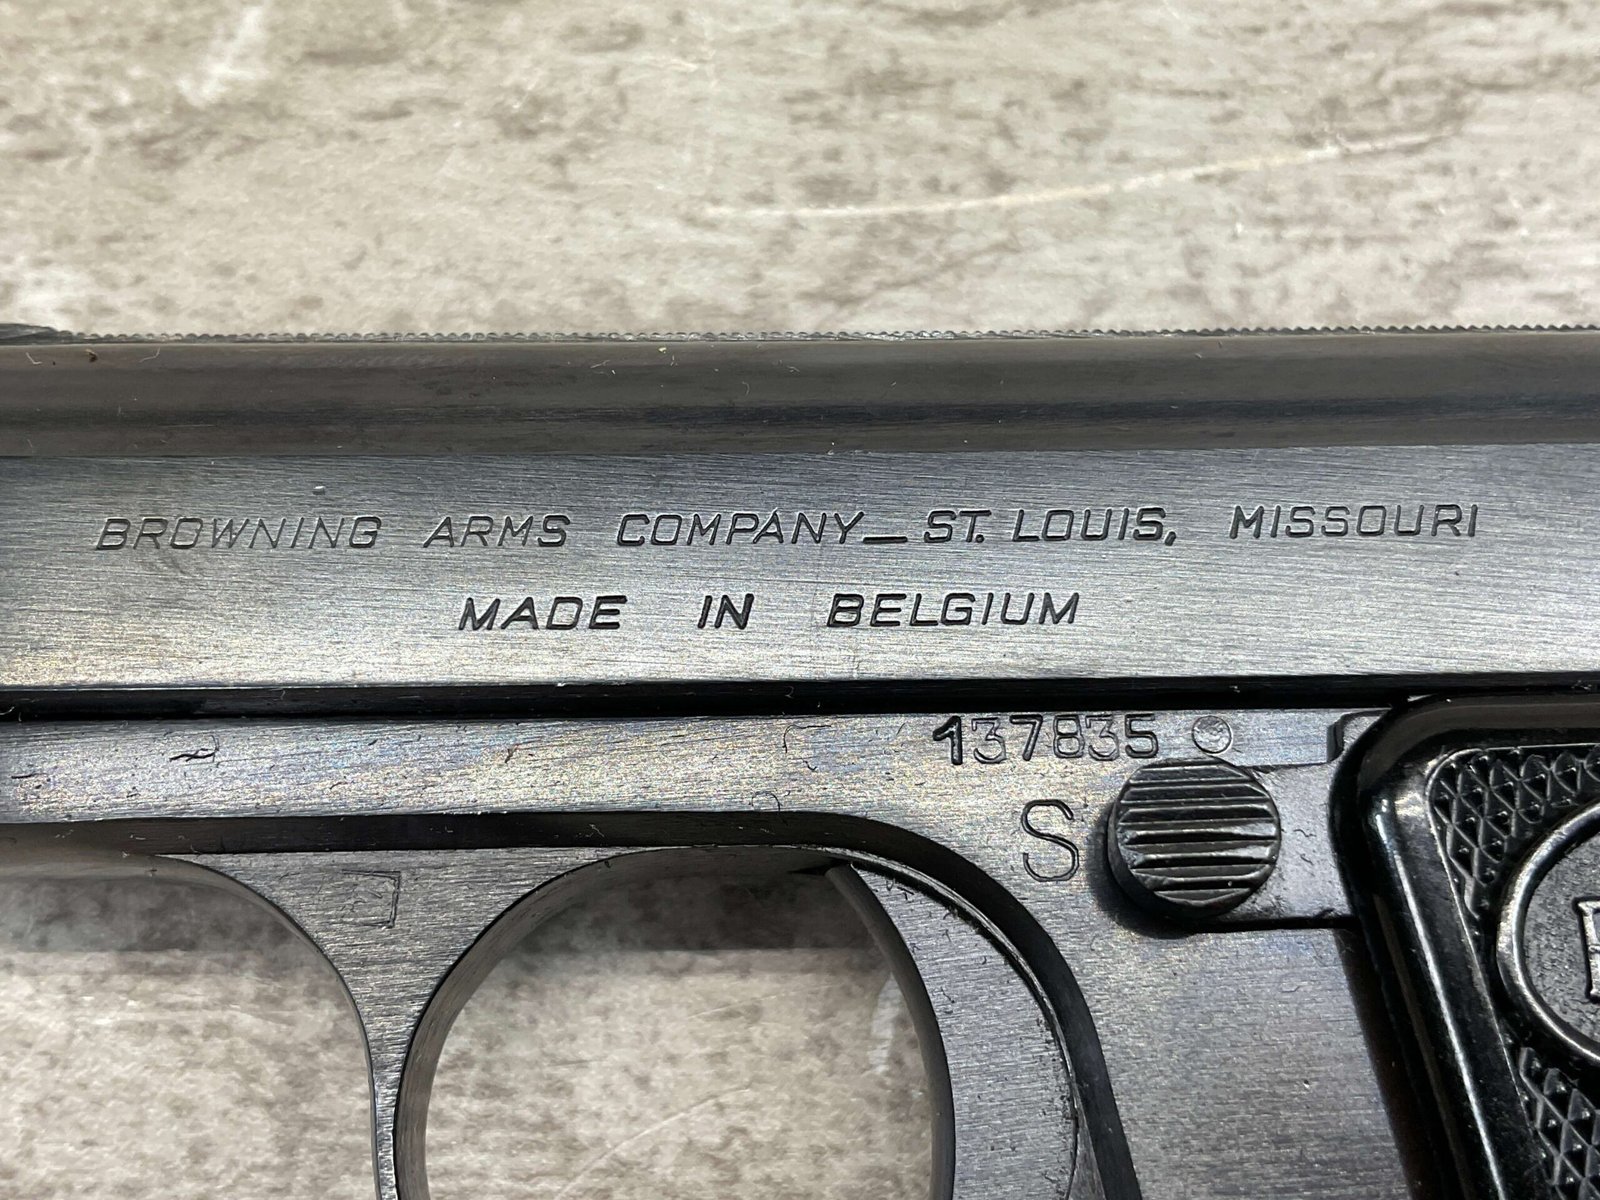 BROWNING ARMS COMPANY_ST. LOUIS, MISSOURI
MADE IN BELGIUM
137835
S